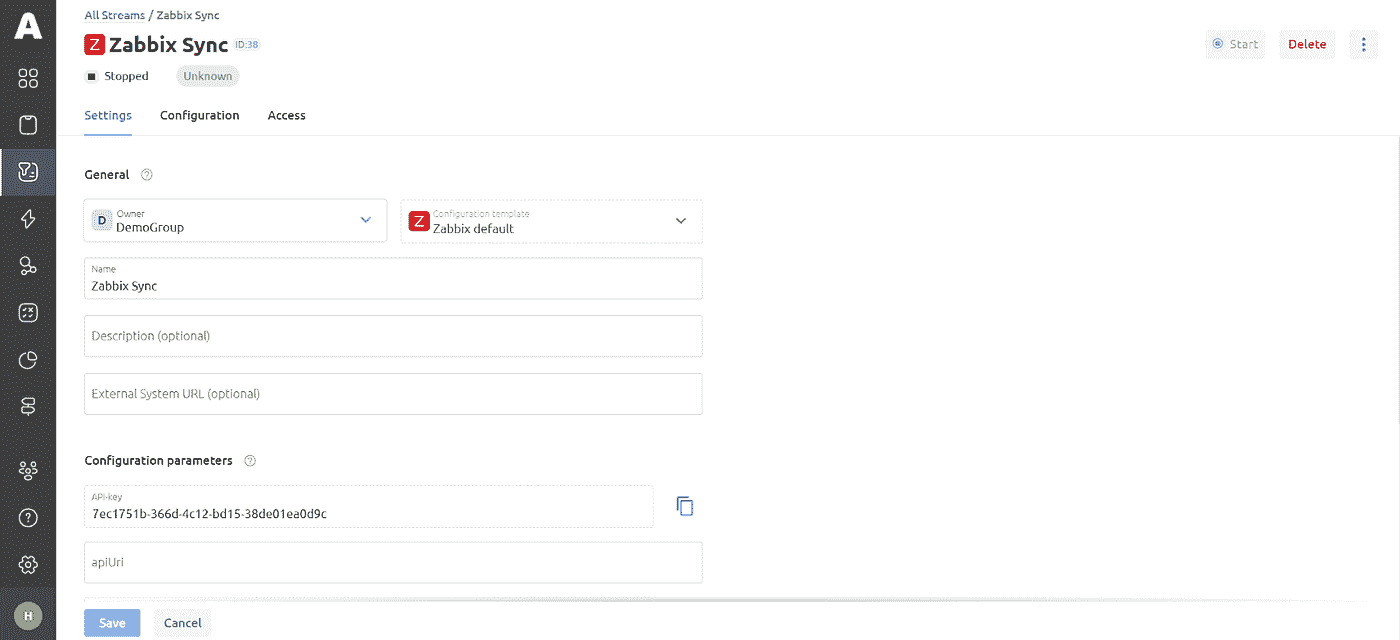 A
All Streams / Zabbix Sync
Z Zabbix Sync ID:38
Start
Delete
Stopped
Unknown
Settings
Configuration
Access
General ?
D
Owner
DemoGroup
Z
Configuration template
Zabbix default
Name
Zabbix Sync
Description (optional)
External System URL (optional)
Configuration parameters ?
API-key
7ec1751b-366d-4c12-bd15-38de01ea0d9c
apiUri
Save
Cancel
H